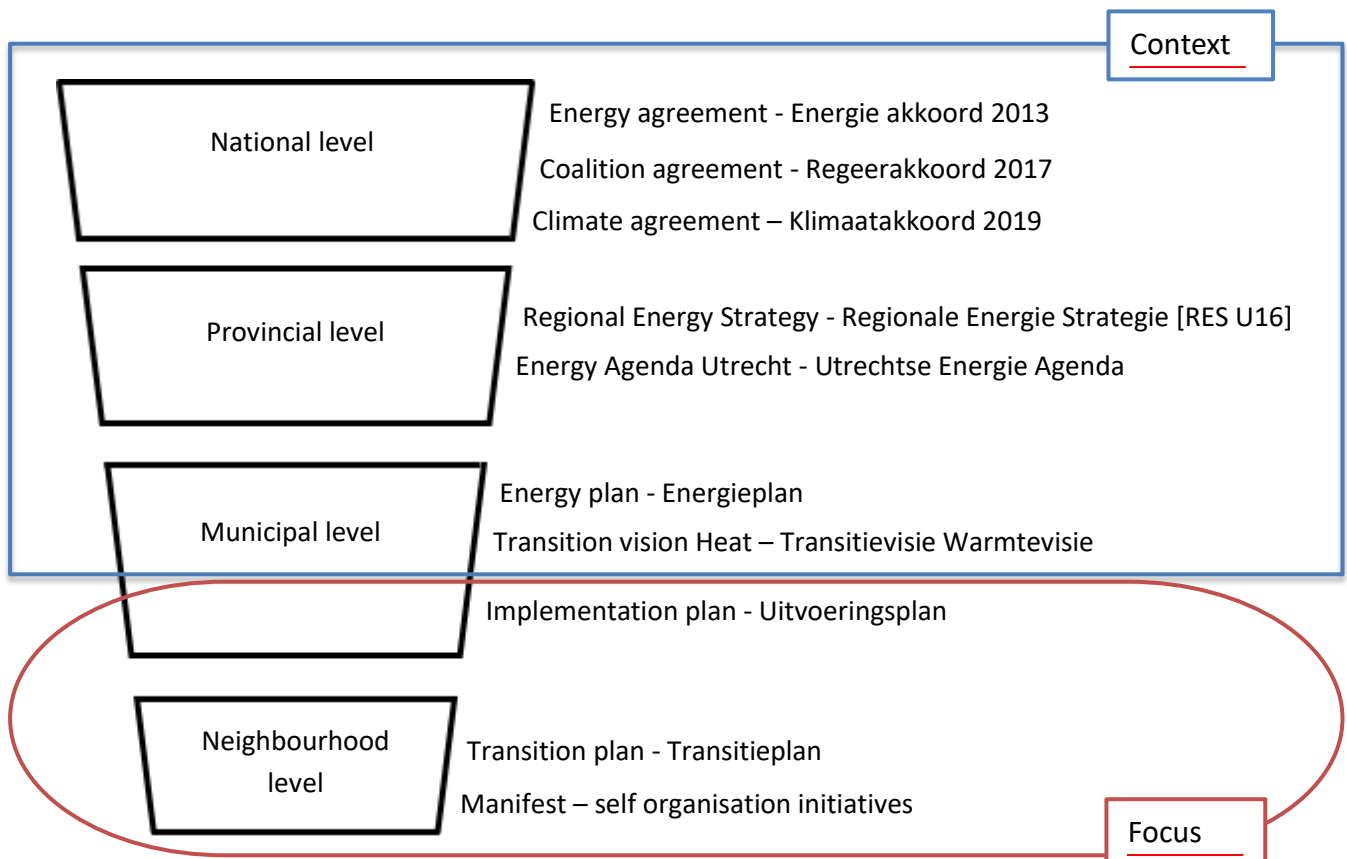 Context
National level
Energy agreement - Energie akkoord 2013
Coalition agreement - Regeerakkoord 2017
Climate agreement – Klimaatakkoord 2019
Provincial level
Regional Energy Strategy - Regionale Energie Strategie [RES U16]
Energy Agenda Utrecht - Utrechtse Energie Agenda
Municipal level
Energy plan - Energieplan
Transition vision Heat – Transitievisie Warmtevisie
Implementation plan - Uitvoeringsplan
Neighbourhood
level
Transition plan - Transitieplan
Manifest – self organisation initiatives
Focus